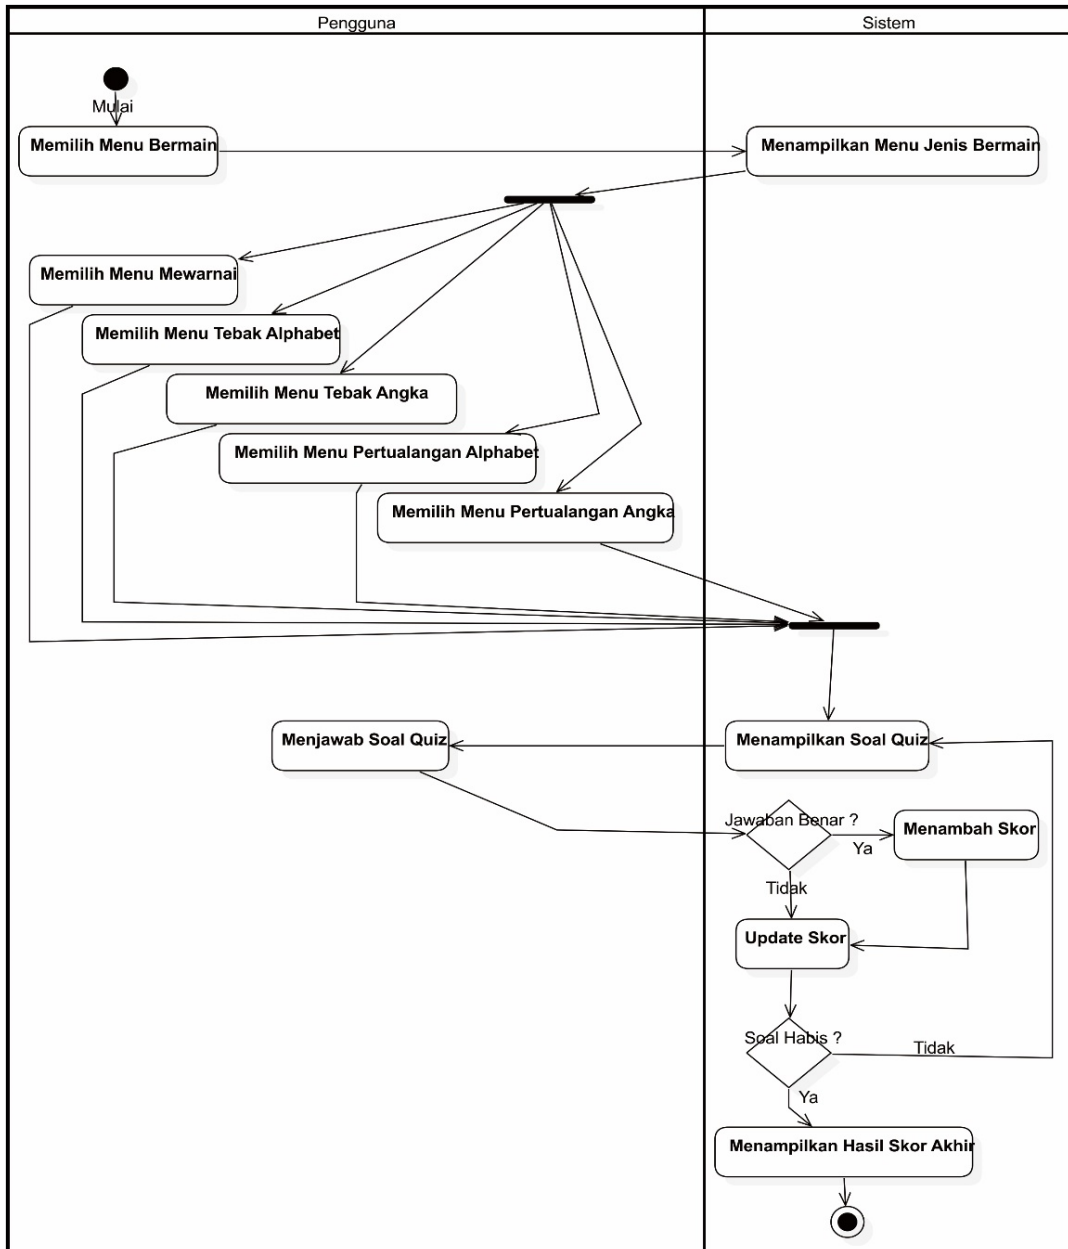 Pengguna
Sistem
Mulai
Memilih Menu Bermain
Menampilkan Menu Jenis Bermain
Memilih Menu Mewarnai
Memilih Menu Tebak Alphabet
Memilih Menu Tebak Angka
Memilih Menu Pertualangan Alphabet
Memilih Menu Pertualangan Angka
Menjawab Soal Quiz
Menampilkan Soal Quiz
Jawaban Benar ?
Menambah Skor
Ya
Tidak
Update Skor
Soal Habis ?
Tidak
Ya
Menampilkan Hasil Skor Akhir